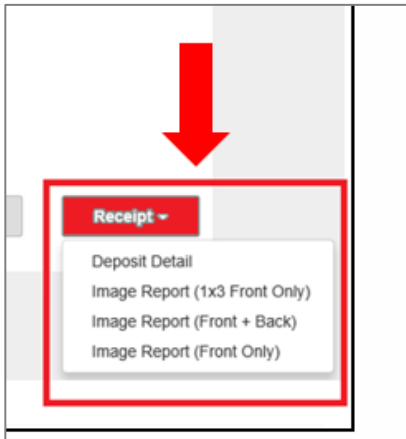 Receipt
Deposit Detail
Image Report (1x3 Front Only)
Image Report (Front + Back)
Image Report (Front Only)